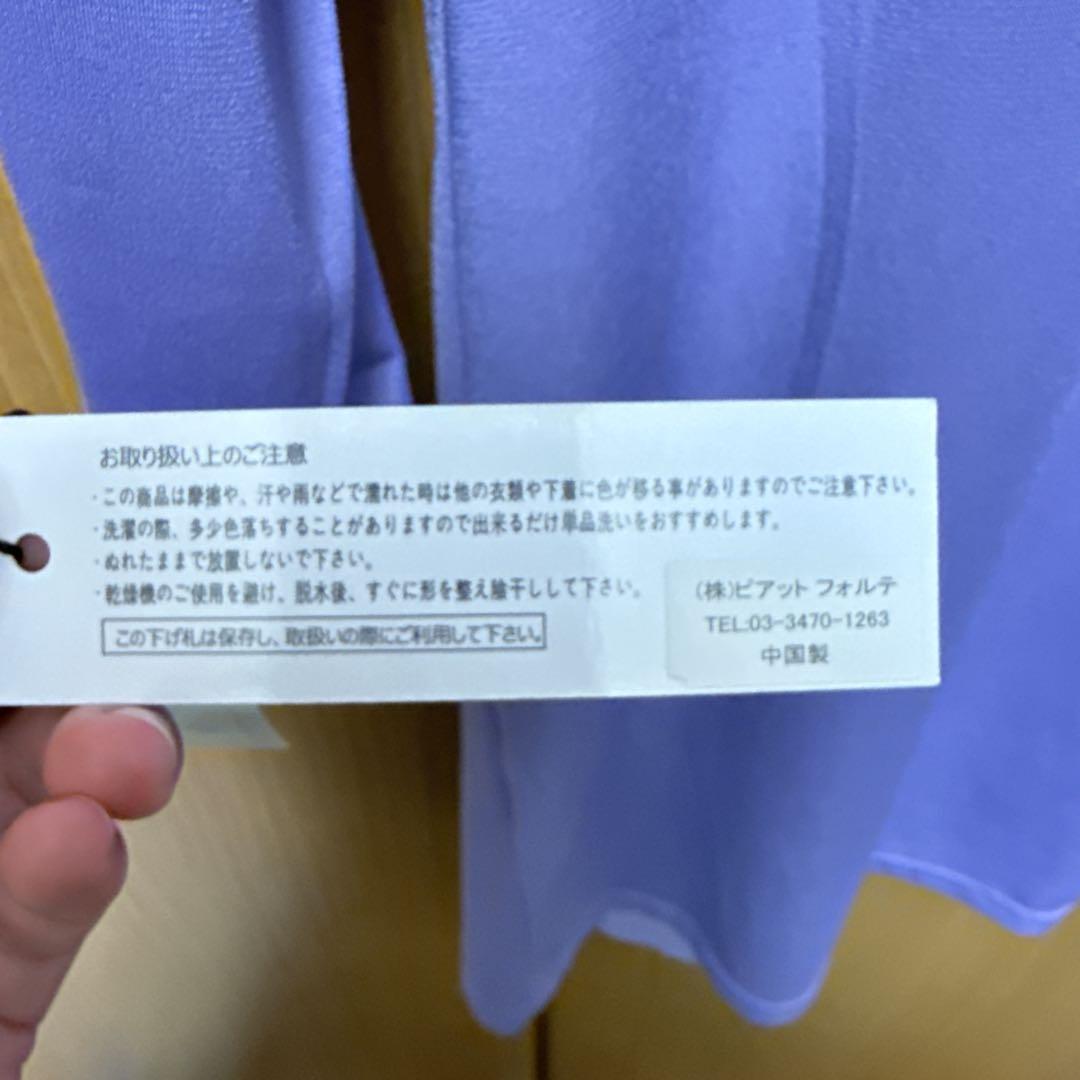 お取り扱い上のご注意
・この商品は摩擦や、汗や雨などで濡れた時は他の衣類や下着に色が移る事がありますのでご注意下さい。
・洗濯の際、多少色落ちすることがありますので出来るだけ単品洗いをおすすめします。
・ぬれたままで放置しないで下さい。
・乾燥機のご使用を避け、脱水後、すぐに形を整え陰干しして下さい。
この下げ札は保存し、取扱いの際にご利用して下さい。
(株)ピアット フォルテ
TEL:03-3470-1263
中国製